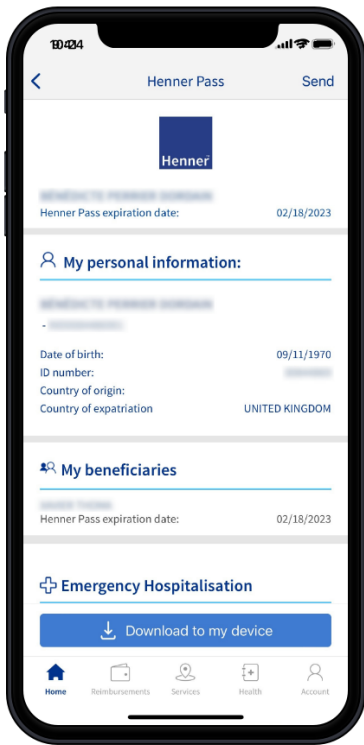 Henner Pass
Send
Henner
Henner Pass expiration date: 02/18/2023
My personal information:
Date of birth: 09/11/1970
ID number:
Country of origin:
Country of expatriation UNITED KINGDOM
My beneficiaries
Henner Pass expiration date: 02/18/2023
Emergency Hospitalisation
Download to my device
Home Reimbursements Services Health Account